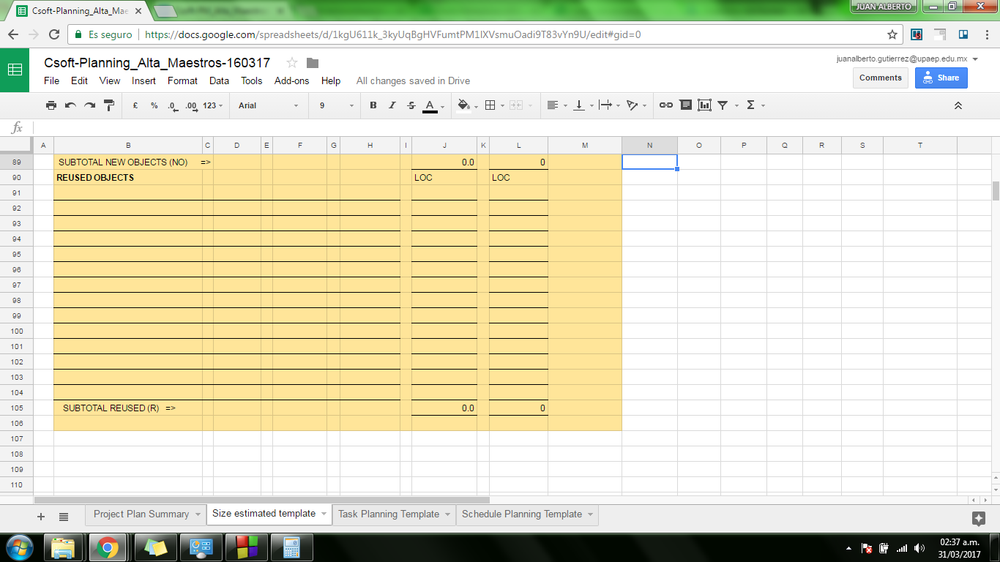 Csoft-Planning_Alta_Mae
JUAN ALBERTO
Es seguro https://docs.google.com/spreadsheets/d/1kgU611k_3kyUqBgHVFumtPM1IXVsmuOadi9T83vYn9U/edit#gid=0
Csoft-Planning_Alta_Maestros-160317
juanalberto.gutierrez@upaep.edu.mx
File Edit View Insert Format Data Tools Add-ons Help All changes saved in Drive
Comments Share
£ % .0 .00 123 Arial 9 B I S A Σ
fx
A B C D E F G H I J K L M N O P Q R S T
89 SUBTOTAL NEW OBJECTS (NO) => 0.0 0
90 REUSED OBJECTS LOC LOC
91
92
93
94
95
96
97
98
99
100
101
102
103
104
105 SUBTOTAL REUSED (R) => 0.0 0
106
107
108
109
110
+ Project Plan Summary Size estimated template Task Planning Template Schedule Planning Template
02:37 a.m.
31/03/2017